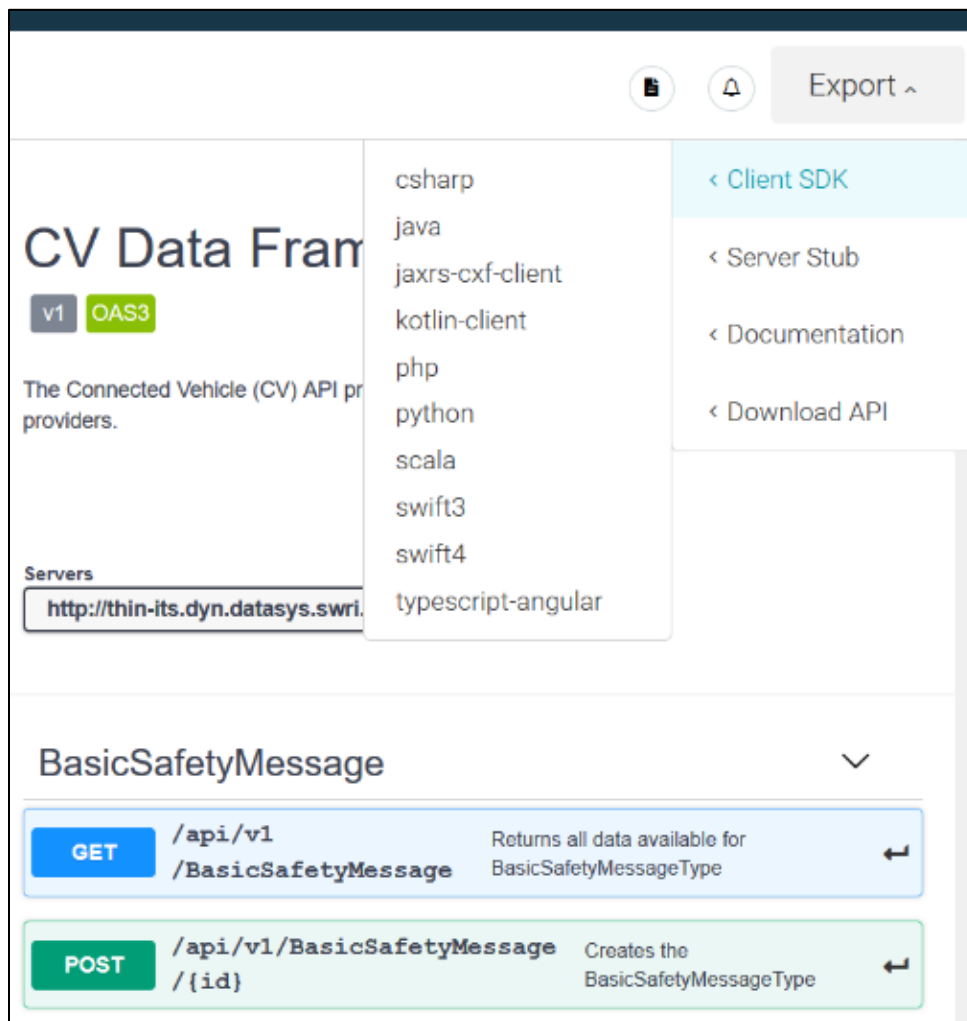 Export
csharp
java
jaxrs-cxf-client
kotlin-client
php
python
scala
swift3
swift4
typescript-angular
< Client SDK
< Server Stub
< Documentation
< Download API
CV Data Fram
v1 OAS3
The Connected Vehicle (CV) API pr
providers.
Servers
http://thin-its.dyn.datasys.swri.
BasicSafetyMessage
GET
/api/v1
/BasicSafetyMessage
Returns all data available for
BasicSafetyMessageType
POST
/api/v1/BasicSafetyMessage
/{id}
Creates the
BasicSafetyMessageType